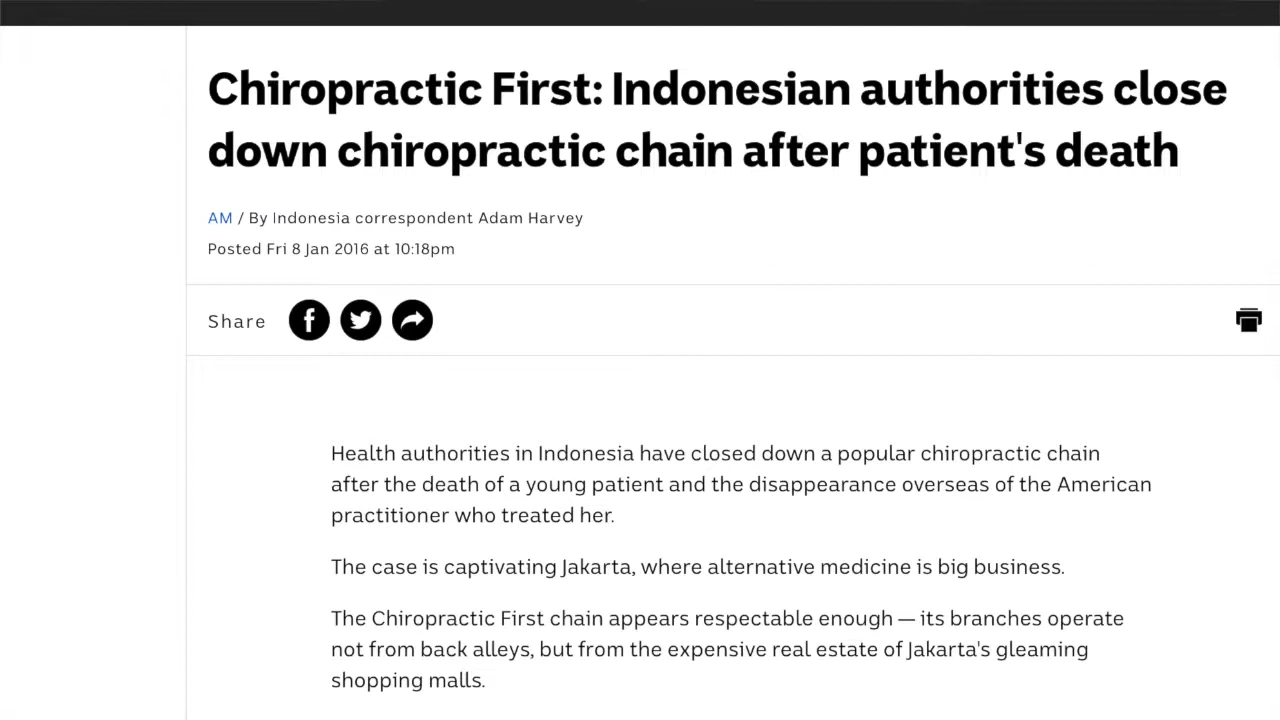 Chiropractic First: Indonesian authorities close
down chiropractic chain after patient's death
AM / By Indonesia correspondent Adam Harvey
Posted Fri 8 Jan 2016 at 10:18pm
Share
Health authorities in Indonesia have closed down a popular chiropractic chain
after the death of a young patient and the disappearance overseas of the American
practitioner who treated her.
The case is captivating Jakarta, where alternative medicine is big business.
The Chiropractic First chain appears respectable enough — its branches operate
not from back alleys, but from the expensive real estate of Jakarta's gleaming
shopping malls.